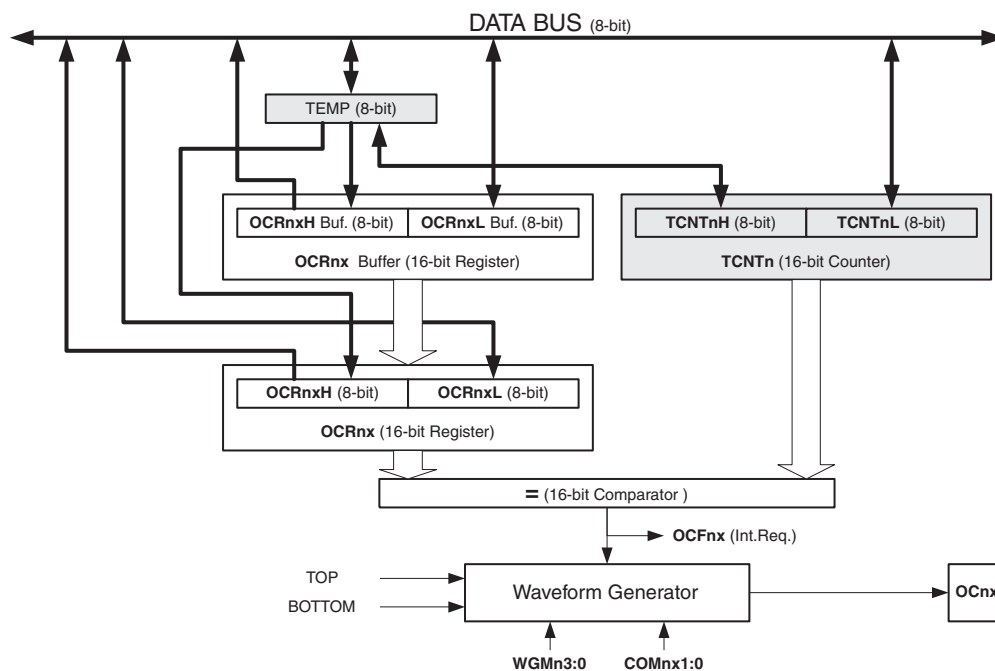 DATA BUS (8-bit)
TEMP (8-bit)
OCRnxH Buf. (8-bit)
OCRnxL Buf. (8-bit)
OCRnx Buffer (16-bit Register)
TCNTnH (8-bit)
TCNTnL (8-bit)
TCNTn (16-bit Counter)
OCRnxH (8-bit)
OCRnxL (8-bit)
OCRnx (16-bit Register)
= (16-bit Comparator )
OCFnx (Int.Req.)
TOP
BOTTOM
Waveform Generator
OCnx
WGMn3:0
COMnx1:0